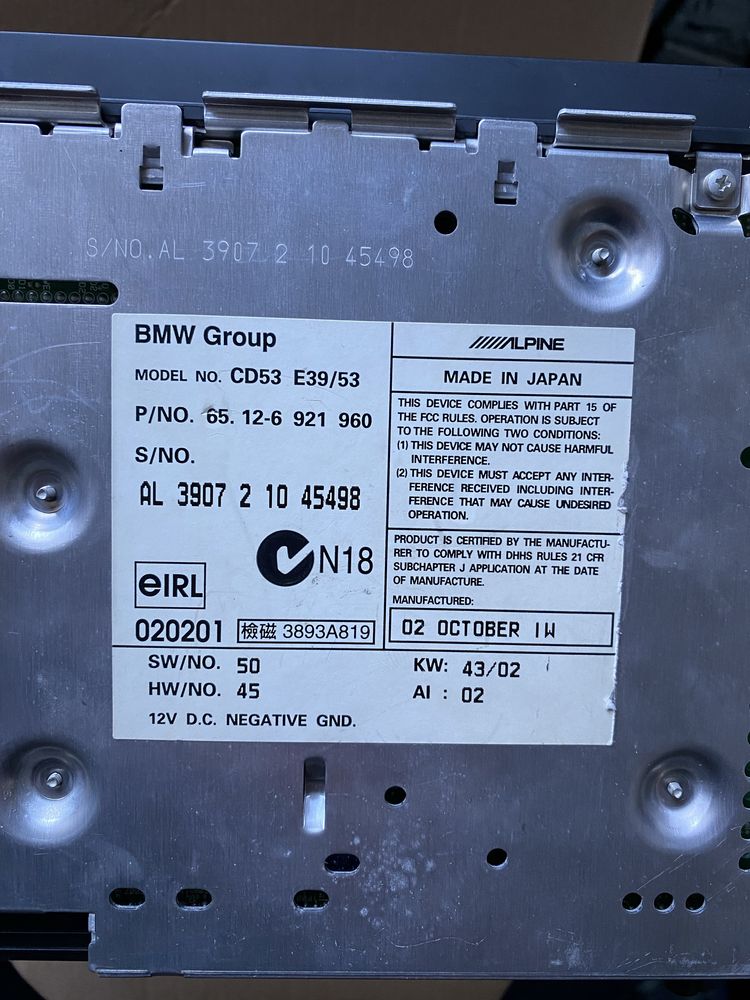 S/NO.AL 3907 2 10 45498
BMW Group
MODEL NO. CD53 E39/53
P/NO. 65. 12-6 921 960
S/NO.
AL 3907 2 10 45498
N18
eIRL
020201 檢磁 3893A819
ALPINE
MADE IN JAPAN
THIS DEVICE COMPLIES WITH PART 15 OF
THE FCC RULES. OPERATION IS SUBJECT
TO THE FOLLOWING TWO CONDITIONS:
(1) THIS DEVICE MAY NOT CAUSE HARMFUL
INTERFERENCE.
(2) THIS DEVICE MUST ACCEPT ANY INTER-
FERENCE RECEIVED INCLUDING INTER-
FERENCE THAT MAY CAUSE UNDESIRED
OPERATION.
PRODUCT IS CERTIFIED BY THE MANUFACTU-
RER TO COMPLY WITH DHHS RULES 21 CFR
SUBCHAPTER J APPLICATION AT THE DATE
OF MANUFACTURE.
MANUFACTURED:
02 OCTOBER IW
SW/NO. 50
HW/NO. 45
12V D.C. NEGATIVE GND.
KW: 43/02
AI : 02